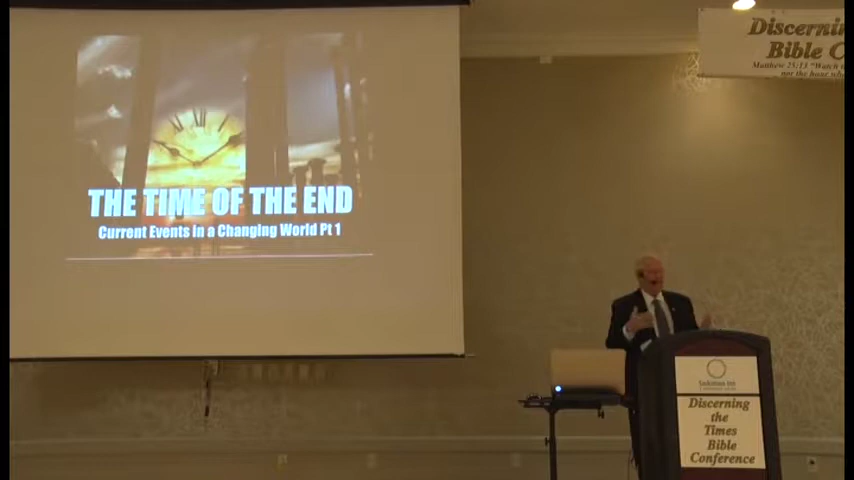 THE TIME OF THE END
Current Events in a Changing World Pt 1
Bible
Matthew 25:13 "Watch
Discerning
the
Times
Bible
Conference